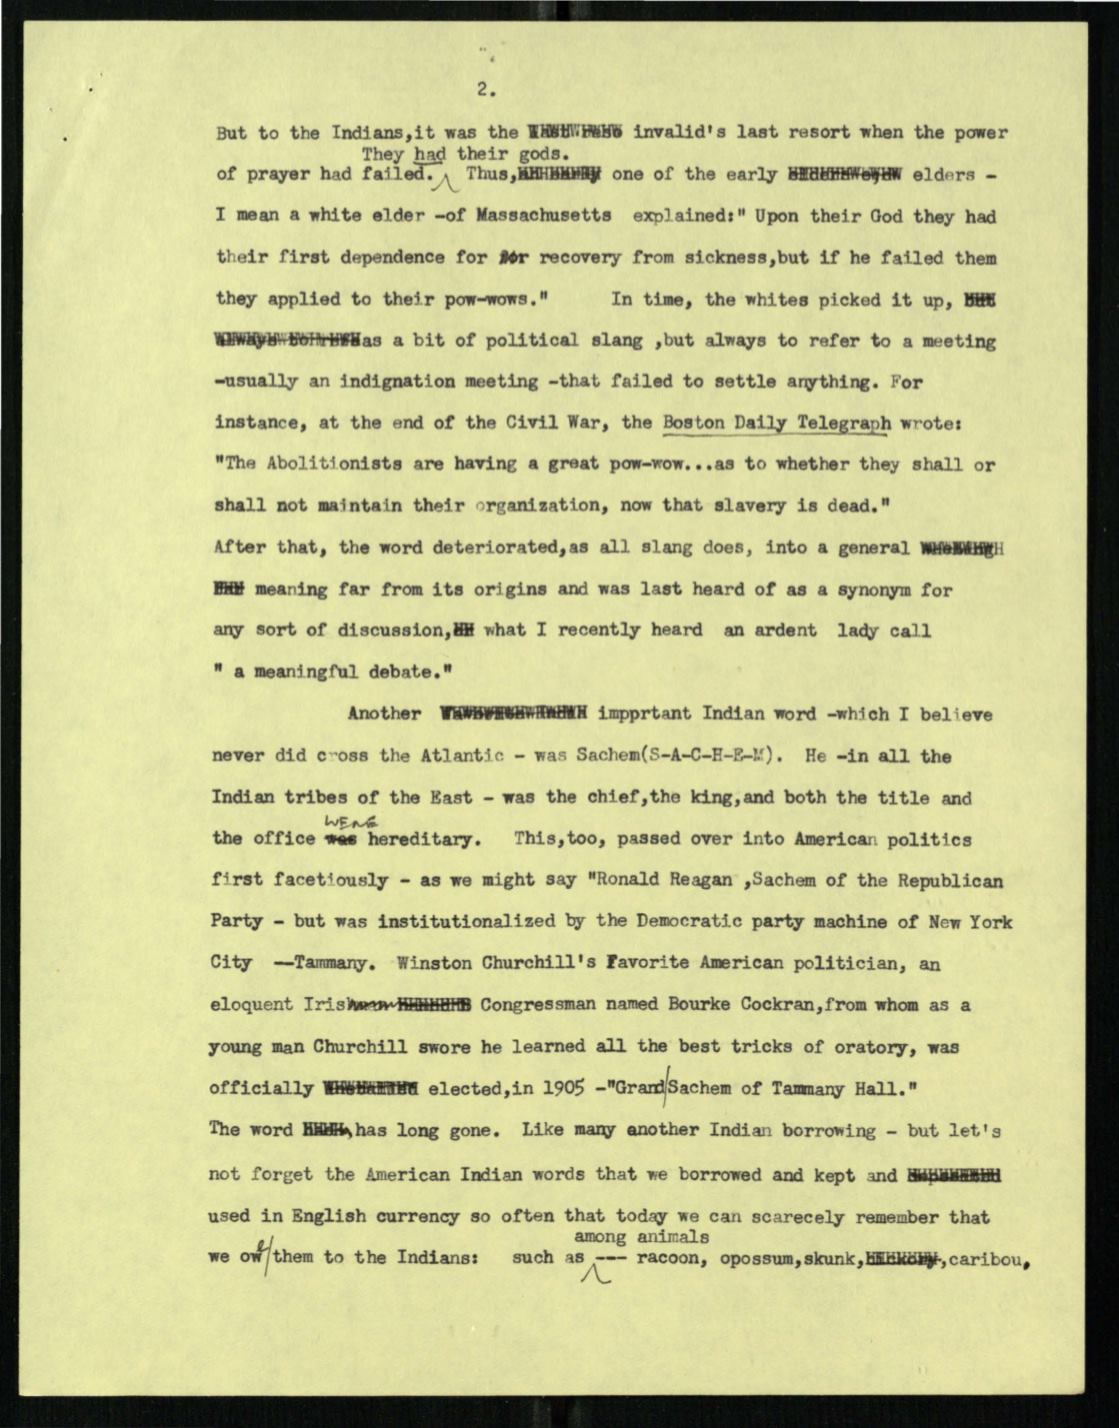 2.
But to the Indians,it was the invalid's last resort when the power
They had their gods.
of prayer had failed. Thus, one of the early elders -
I mean a white elder -of Massachusetts explained:" Upon their God they had
their first dependence for for recovery from sickness,but if he failed them
they applied to their pow-wows." In time, the whites picked it up, but
as a bit of political slang ,but always to refer to a meeting
-usually an indignation meeting -that failed to settle anything. For
instance, at the end of the Civil War, the Boston Daily Telegraph wrote:
"The Abolitionists are having a great pow-wow...as to whether they shall or
shall not maintain their organization, now that slavery is dead."
After that, the word deteriorated,as all slang does, into a general
meaning far from its origins and was last heard of as a synonym for
any sort of discussion, what I recently heard an ardent lady call
" a meaningful debate."
Another impprtant Indian word -which I believe
never did cross the Atlantic - was Sachem(S-A-C-H-E-M). He -in all the
Indian tribes of the East - was the chief,the king,and both the title and
were
the office was hereditary. This,too, passed over into American politics
first facetiously - as we might say "Ronald Reagan ,Sachem of the Republican
Party - but was institutionalized by the Democratic party machine of New York
City --Tammany. Winston Churchill's Favorite American politician, an
eloquent Irish Congressman named Bourke Cockran,from whom as a
young man Churchill swore he learned all the best tricks of oratory, was
officially elected,in 1905 -"Grand/Sachem of Tammany Hall."
The word has long gone. Like many another Indian borrowing - but let's
not forget the American Indian words that we borrowed and kept and
used in English currency so often that today we can scarecely remember that
among animals
we owe/them to the Indians: such as --- racoon, opossum,skunk,hickory,,caribou,